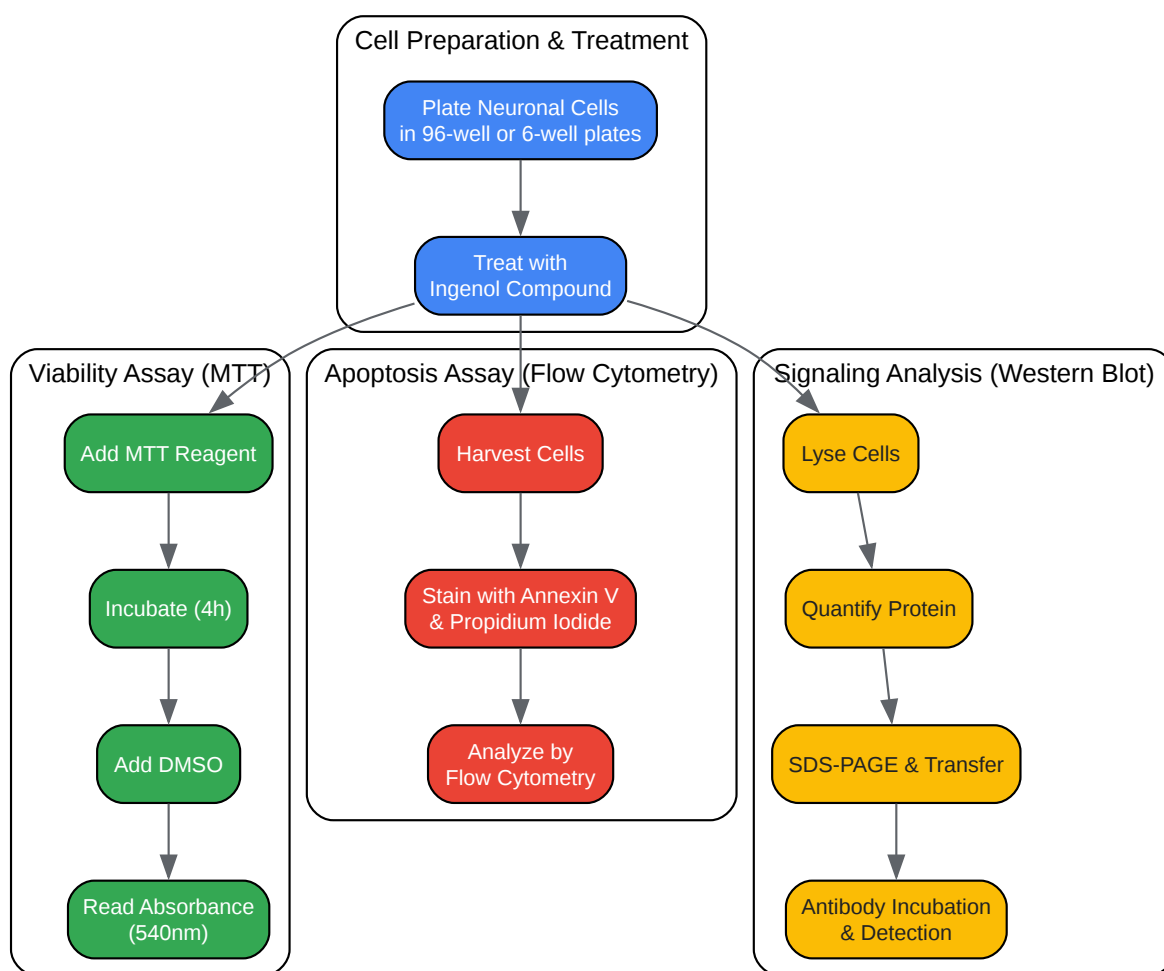 Cell Preparation & Treatment
Plate Neuronal Cells
in 96-well or 6-well plates
Treat with
Ingenol Compound
Viability Assay (MTT)
Add MTT Reagent
Incubate (4h)
Add DMSO
Read Absorbance
(540nm)
Apoptosis Assay (Flow Cytometry)
Harvest Cells
Stain with Annexin V
& Propidium Iodide
Analyze by
Flow Cytometry
Signaling Analysis (Western Blot)
Lyse Cells
Quantify Protein
SDS-PAGE & Transfer
Antibody Incubation
& Detection